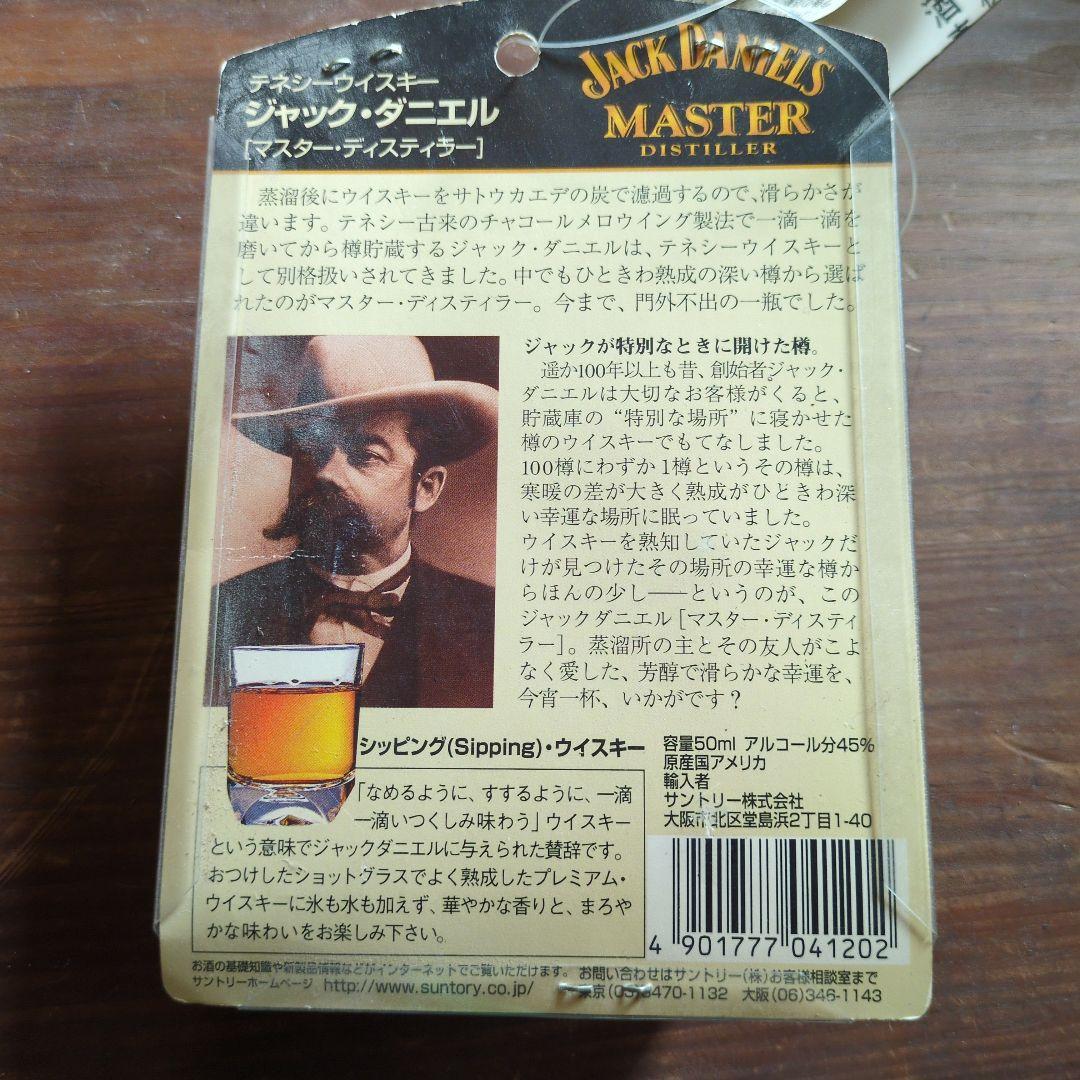 テネシーウイスキー
ジャック・ダニエル
[マスター・ディスティラー]
JACK DANIEL'S
MASTER
DISTILLER
蒸溜後にウイスキーをサトウカエデの炭で濾過するので、滑らかさが
違います。テネシー古来のチャコールメロウイング製法で一滴一滴を
磨いてから樽貯蔵するジャック・ダニエルは、テネシーウイスキーと
して別格扱いされてきました。中でもひときわ熟成の深い樽から選ば
れたのがマスター・ディスティラー。今まで、門外不出の一瓶でした。
ジャックが特別なときに開けた樽。
遥か100年以上も昔、創始者ジャック・
ダニエルは大切なお客様がくると、
貯蔵庫の“特別な場所”に寝かせた
樽のウイスキーでもてなしました。
100樽にわずか1樽というその樽は、
寒暖の差が大きく熟成がひときわ深
い幸運な場所に眠っていました。
ウイスキーを熟知していたジャックだ
けが見つけたその場所の幸運な樽か
らほんの少し――というのが、この
ジャックダニエル[マスター・ディスティ
ラー]。蒸溜所の主とその友人がこよ
なく愛した、芳醇で滑らかな幸運を、
今宵一杯、いかがです？
シッピング(Sipping)・ウイスキー
「なめるように、すするように、一滴
一滴いつくしみ味わう」ウイスキー
という意味でジャックダニエルに与えられた賛辞です。
おつけしたショットグラスでよく熟成したプレミアム・
ウイスキーに氷も水も加えず、華やかな香りと、まろや
かな味わいをお楽しみ下さい。
容量50ml アルコール分45%
原産国アメリカ
輸入者
サントリー株式会社
大阪市北区堂島浜2丁目1-40
4 901777 041202
お酒の基礎知識や新製品情報などがインターネットでご覧いただけます。 お問い合わせはサントリー(株)お客様相談室まで
サントリーホームページ http://www.suntory.co.jp/ 東京(03)3470-1132 大阪(06)346-1143